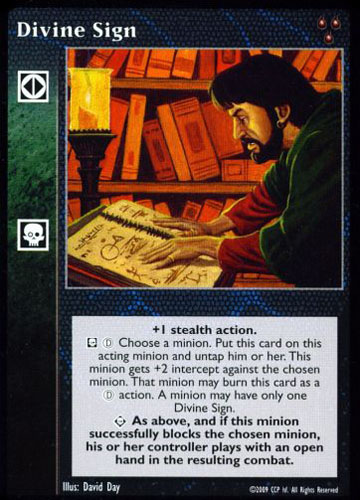 Divine Sign
+1 stealth action.
Ⓓ Choose a minion. Put this card on
this acting minion and untap him or her. This
minion gets +2 intercept against the chosen
minion. That minion may burn this card as a
Ⓓ action. A minion may have only one
Divine Sign.
As above, and if this minion
successfully blocks the chosen minion,
his or her controller plays with an open
hand in the resulting combat.
Illus: David Day
©2009 CCP hf. All Rights Reserved